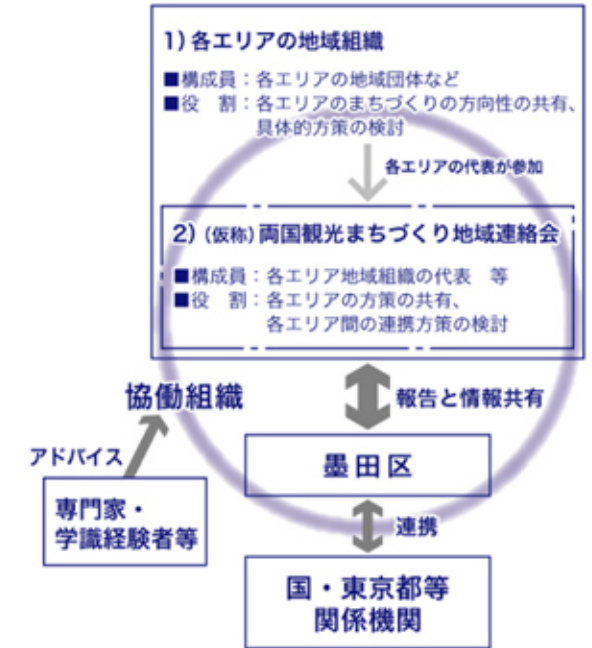 1) 各エリアの地域組織
■構成員：各エリアの地域団体など
■役　割：各エリアのまちづくりの方向性の共有、
具体的方策の検討
各エリアの代表が参加
2) (仮称) 両国観光まちづくり地域連絡会
■構成員：各エリア地域組織の代表　等
■役　割：各エリアの方策の共有、
各エリア間の連携方策の検討
協働組織
報告と情報共有
アドバイス
墨田区
専門家・
学識経験者等
連携
国・東京都等
関係機関